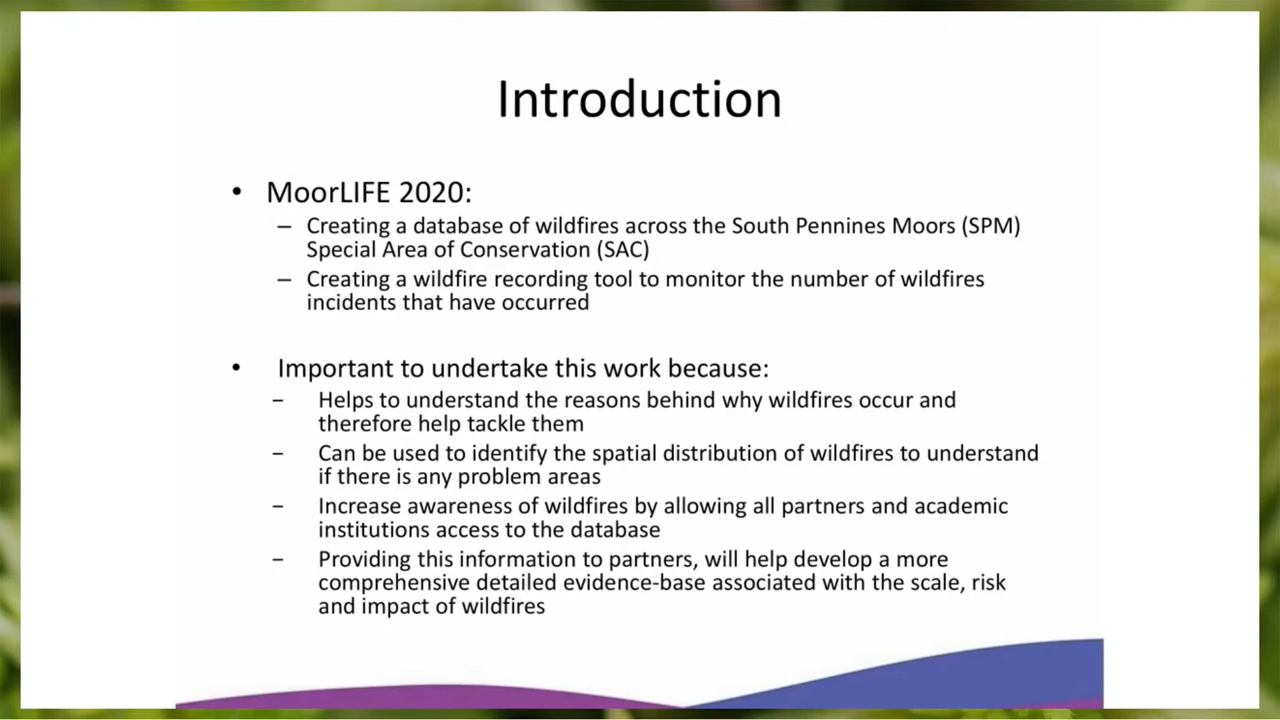 Introduction
• MoorLIFE 2020:
– Creating a database of wildfires across the South Pennines Moors (SPM)
Special Area of Conservation (SAC)
– Creating a wildfire recording tool to monitor the number of wildfires
incidents that have occurred
• Important to undertake this work because:
– Helps to understand the reasons behind why wildfires occur and
therefore help tackle them
– Can be used to identify the spatial distribution of wildfires to understand
if there is any problem areas
– Increase awareness of wildfires by allowing all partners and academic
institutions access to the database
– Providing this information to partners, will help develop a more
comprehensive detailed evidence-base associated with the scale, risk
and impact of wildfires